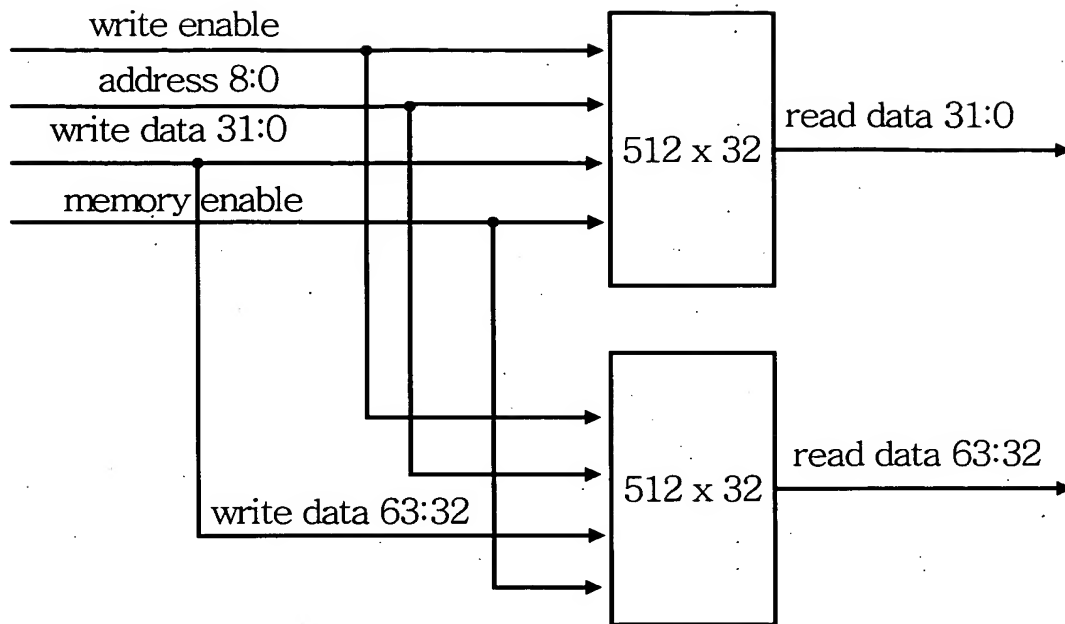 write enable
address 8:0
write data 31:0
memory enable
512 x 32
read data 31:0
write data 63:32
512 x 32
read data 63:32